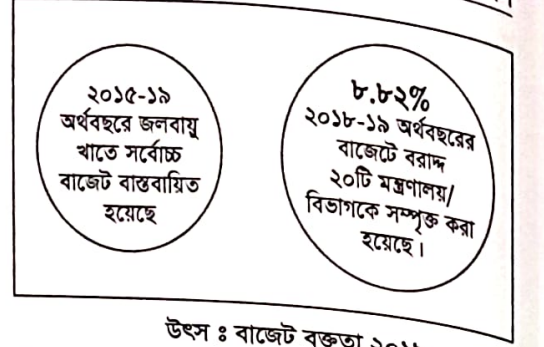 ২০১৫-১৯
অর্থবছরে জলবায়ু
খাতে সর্বোচ্চ
বাজেট বাস্তবায়িত
হয়েছে
৮.৮২%
২০১৮-১৯ অর্থবছরের
বাজেটে বরাদ্দ
২০টি মন্ত্রণালয়/
বিভাগকে সম্পৃক্ত করা
হয়েছে।
উৎস ঃ বাজেট বক্তৃতা